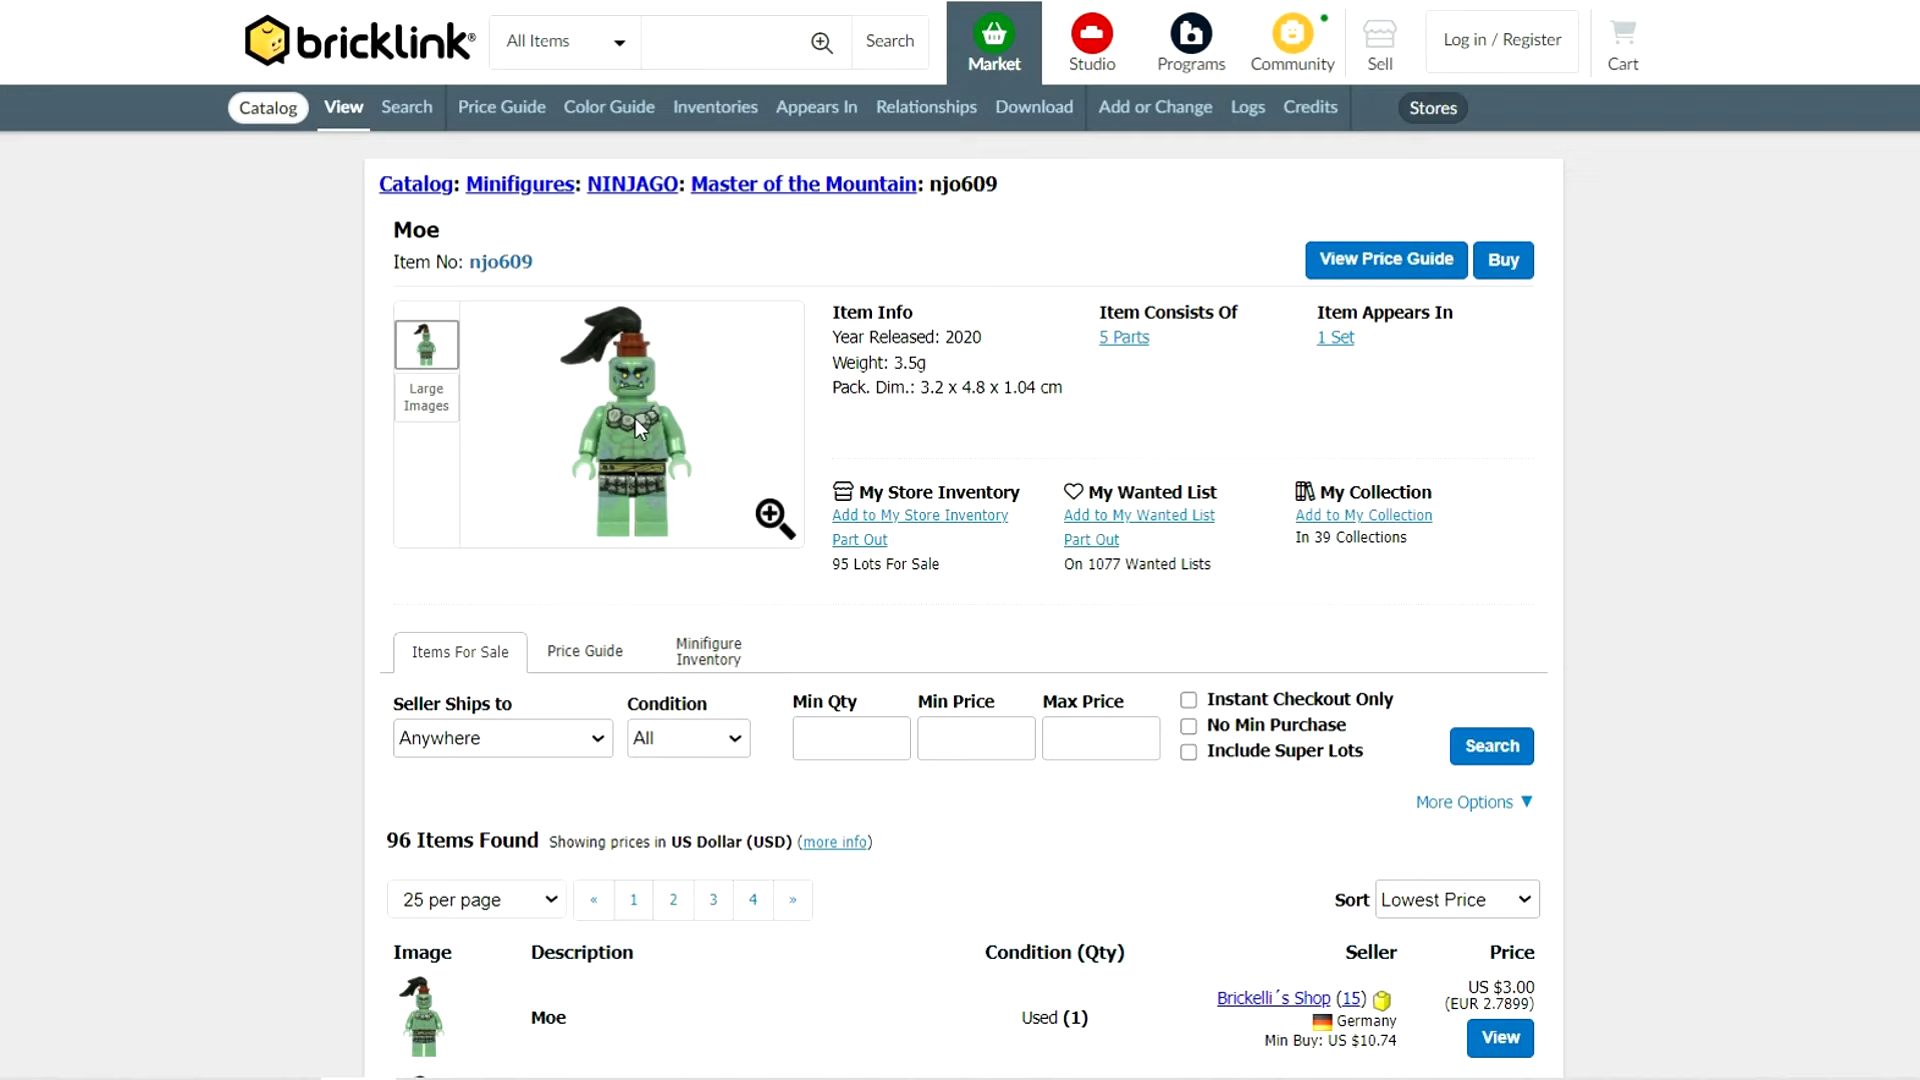 bricklink®
All Items
Search
Market
Studio
Programs
Community
Sell
Log in / Register
Cart
Catalog
View
Search
Price Guide
Color Guide
Inventories
Appears In
Relationships
Download
Add or Change
Logs
Credits
Stores
Catalog: Minifigures: NINJAGO: Master of the Mountain: njo609
Moe
Item No: njo609
View Price Guide
Buy
Large
Images
Item Info
Year Released: 2020
Weight: 3.5g
Pack. Dim.: 3.2 x 4.8 x 1.04 cm
Item Consists Of
5 Parts
Item Appears In
1 Set
My Store Inventory
Add to My Store Inventory
Part Out
95 Lots For Sale
My Wanted List
Add to My Wanted List
Part Out
On 1077 Wanted Lists
My Collection
Add to My Collection
In 39 Collections
Items For Sale
Price Guide
Minifigure
Inventory
Seller Ships to
Anywhere
Condition
All
Min Qty
Min Price
Max Price
Instant Checkout Only
No Min Purchase
Include Super Lots
Search
More Options ▼
96 Items Found Showing prices in US Dollar (USD) (more info)
25 per page
« 1 2 3 4 »
Sort Lowest Price
Image Description Condition (Qty) Seller Price
Moe
Used (1)
Brickelli´s Shop (15)
Germany
Min Buy: US $10.74
US $3.00
(EUR 2.7899)
View